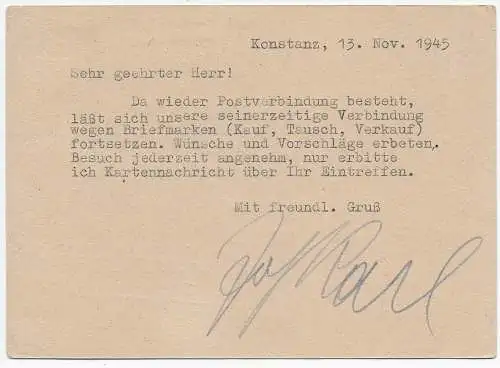 Konstanz, 13. Nov. 1945
Sehr geehrter Herr!
Da wieder Postverbindung besteht,
läßt sich unsere seinerzeitige Verbindung
wegen Briefmarken (Kauf, Tausch, Verkauf)
fortsetzen. Wünsche und Vorschläge erbeten.
Besuch jederzeit angenehm, nur erbitte
ich Kartennachricht über Ihr Eintreffen.
Mit freundl. Gruß